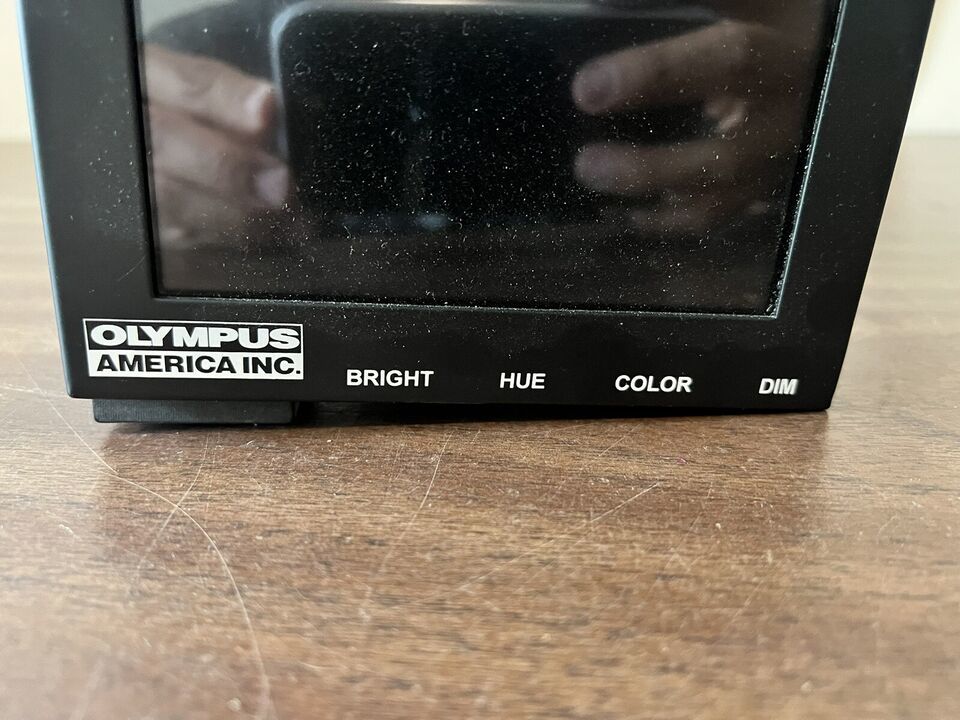 OLYMPUS
AMERICA INC.
BRIGHT HUE COLOR DIM